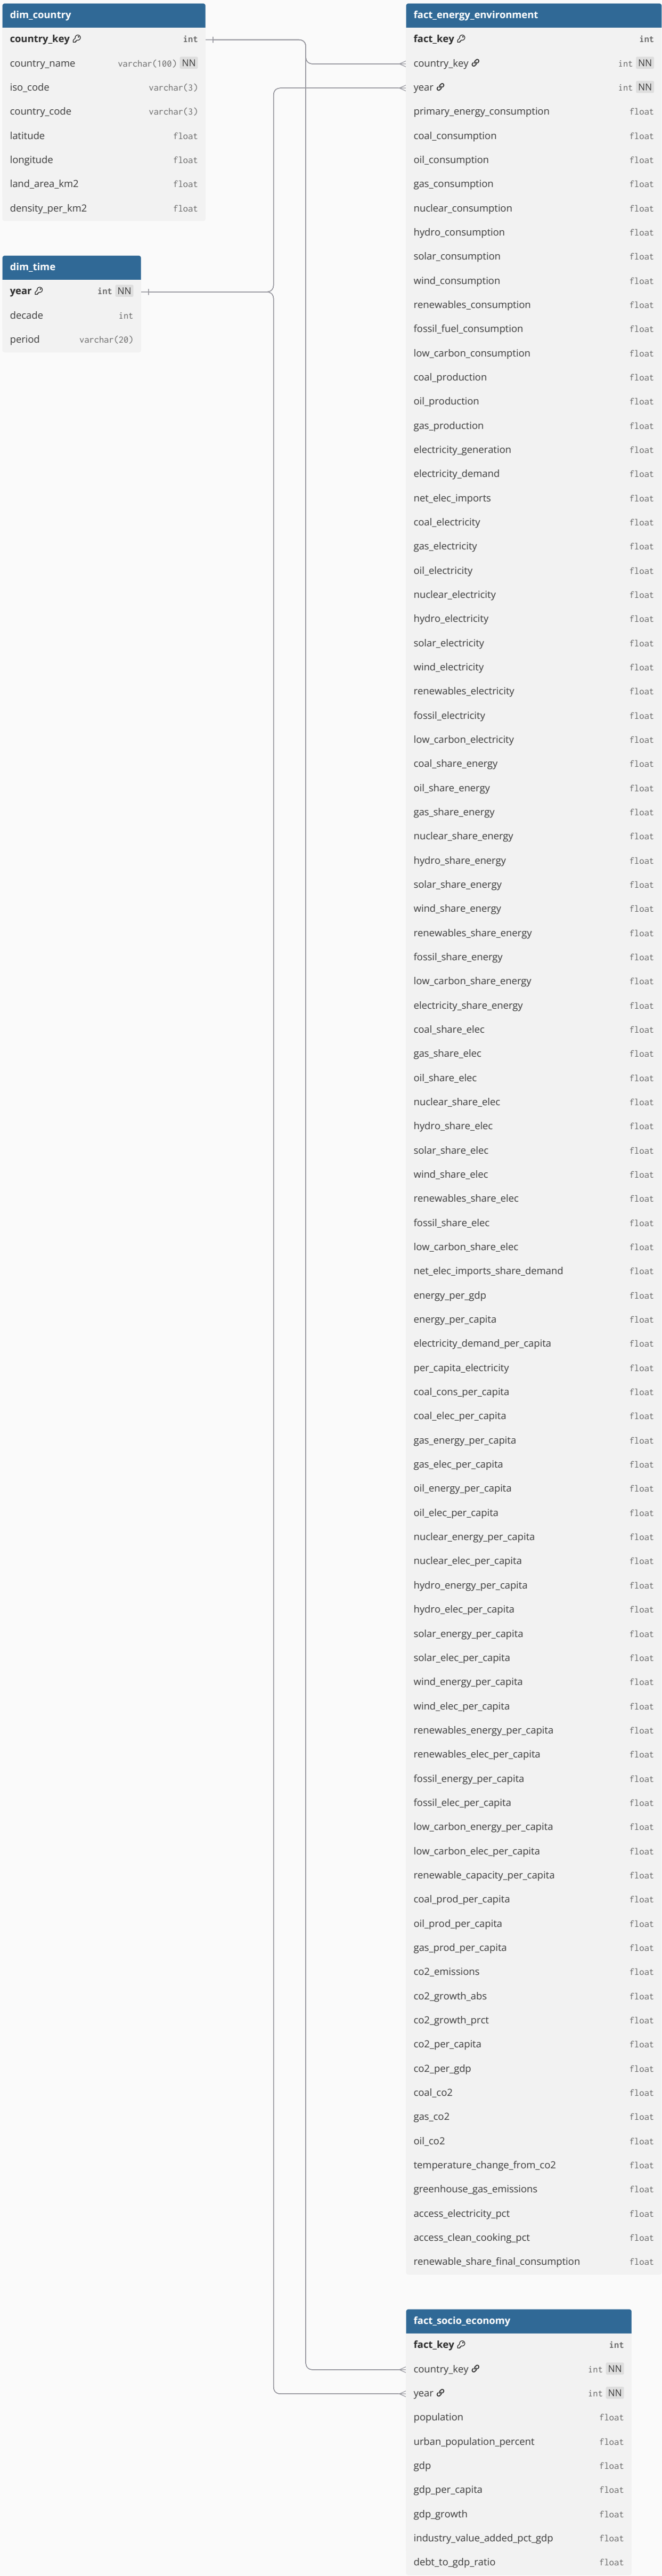 dim_country
country_key int
country_name varchar(100) NN
iso_code varchar(3)
country_code varchar(3)
latitude float
longitude float
land_area_km2 float
density_per_km2 float
dim_time
year int NN
decade int
period varchar(20)
fact_energy_environment
fact_key int
country_key int NN
year int NN
primary_energy_consumption float
coal_consumption float
oil_consumption float
gas_consumption float
nuclear_consumption float
hydro_consumption float
solar_consumption float
wind_consumption float
renewables_consumption float
fossil_fuel_consumption float
low_carbon_consumption float
coal_production float
oil_production float
gas_production float
electricity_generation float
electricity_demand float
net_elec_imports float
coal_electricity float
gas_electricity float
oil_electricity float
nuclear_electricity float
hydro_electricity float
solar_electricity float
wind_electricity float
renewables_electricity float
fossil_electricity float
low_carbon_electricity float
coal_share_energy float
oil_share_energy float
gas_share_energy float
nuclear_share_energy float
hydro_share_energy float
solar_share_energy float
wind_share_energy float
renewables_share_energy float
fossil_share_energy float
low_carbon_share_energy float
electricity_share_energy float
coal_share_elec float
gas_share_elec float
oil_share_elec float
nuclear_share_elec float
hydro_share_elec float
solar_share_elec float
wind_share_elec float
renewables_share_elec float
fossil_share_elec float
low_carbon_share_elec float
net_elec_imports_share_demand float
energy_per_gdp float
energy_per_capita float
electricity_demand_per_capita float
per_capita_electricity float
coal_cons_per_capita float
coal_elec_per_capita float
gas_energy_per_capita float
gas_elec_per_capita float
oil_energy_per_capita float
oil_elec_per_capita float
nuclear_energy_per_capita float
nuclear_elec_per_capita float
hydro_energy_per_capita float
hydro_elec_per_capita float
solar_energy_per_capita float
solar_elec_per_capita float
wind_energy_per_capita float
wind_elec_per_capita float
renewables_energy_per_capita float
renewables_elec_per_capita float
fossil_energy_per_capita float
fossil_elec_per_capita float
low_carbon_energy_per_capita float
low_carbon_elec_per_capita float
renewable_capacity_per_capita float
coal_prod_per_capita float
oil_prod_per_capita float
gas_prod_per_capita float
co2_emissions float
co2_growth_abs float
co2_growth_prct float
co2_per_capita float
co2_per_gdp float
coal_co2 float
gas_co2 float
oil_co2 float
temperature_change_from_co2 float
greenhouse_gas_emissions float
access_electricity_pct float
access_clean_cooking_pct float
renewable_share_final_consumption float
fact_socio_economy
fact_key int
country_key int NN
year int NN
population float
urban_population_percent float
gdp float
gdp_per_capita float
gdp_growth float
industry_value_added_pct_gdp float
debt_to_gdp_ratio float